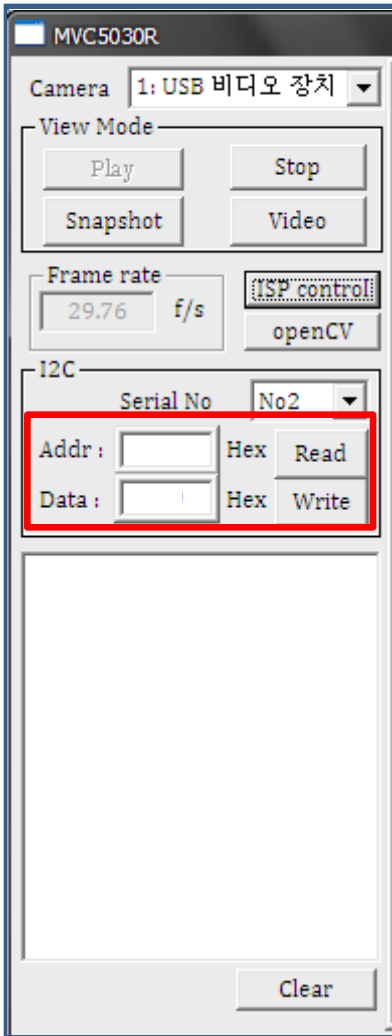 MVC5030R
Camera 1: USB 비디오 장치
View Mode
Play Stop
Snapshot Video
Frame rate
29.76 f/s
ISP control
openCV
I2C
Serial No No2
Addr : Hex Read
Data : Hex Write
Clear